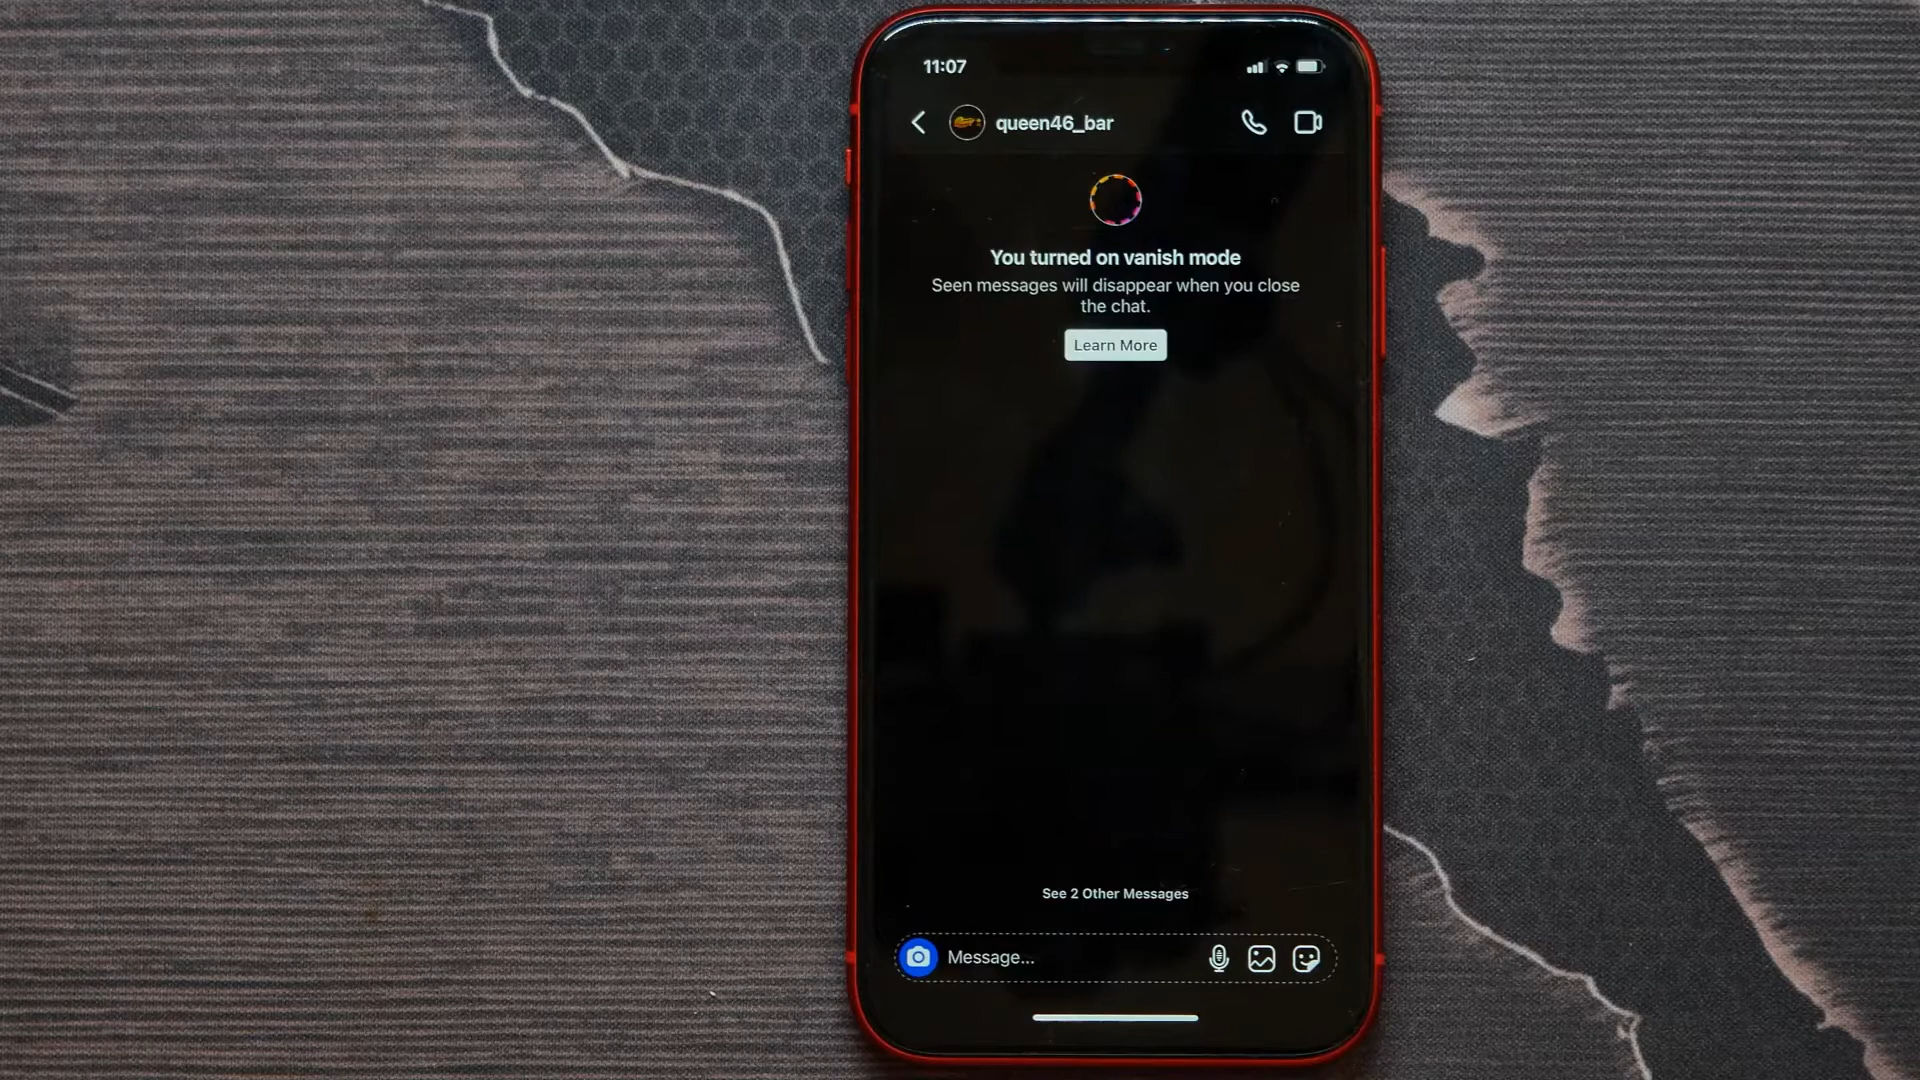 11:07
queen46_bar
You turned on vanish mode
Seen messages will disappear when you close
the chat.
Learn More
See 2 Other Messages
Message...